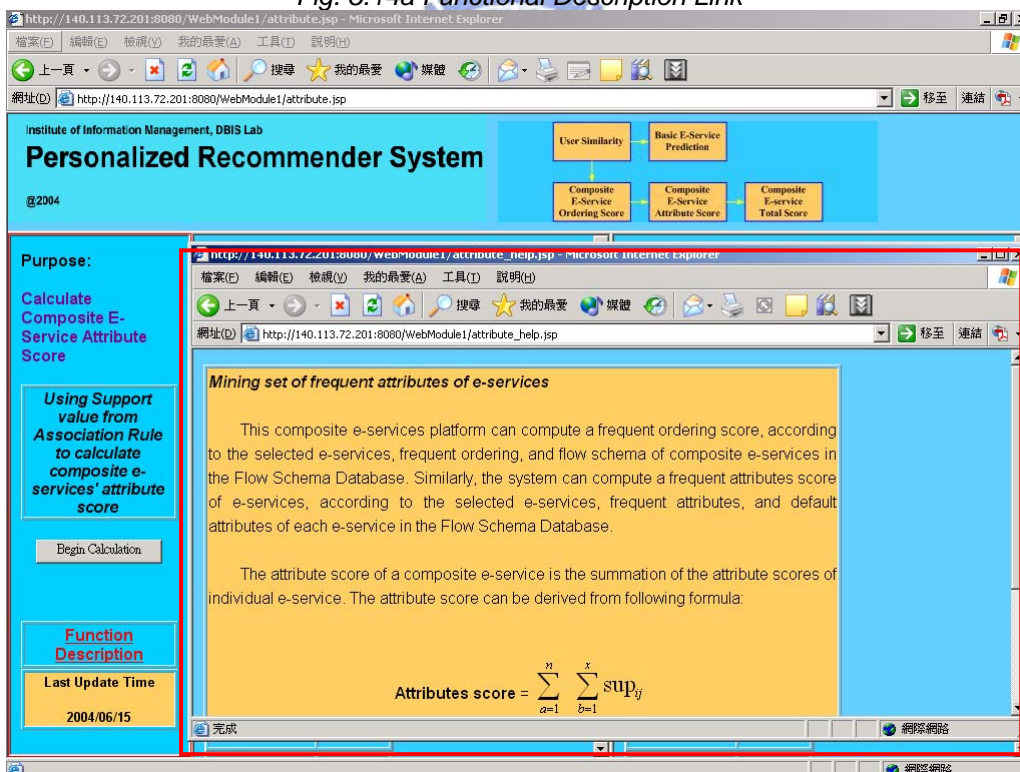 Fig. 3.14a Functional Description Link
http://140.113.72.201:8080/WebModule1/attribute.jsp - Microsoft Internet Explorer
檔案(F) 編輯(E) 檢視(V) 我的最愛(A) 工具(T) 說明(H)
上一頁 搜尋 我的最愛 媒體
網址(D) http://140.113.72.201:8080/WebModule1/attribute.jsp 移至 連結
Institute of Information Management, DBIS Lab
Personalized Recommender System
@2004
User Similarity
Basic E-Service
Prediction
Composite
E-Service
Ordering Score
Composite
E-Service
Attribute Score
Composite
E-service
Total Score
Purpose:
Calculate
Composite E-
Service Attribute
Score
Using Support
value from
Association Rule
to calculate
composite e-
services' attribute
score
Begin Calculation
Function
Description
Last Update Time
2004/06/15
http://140.113.72.201:8080/WebModule1/attribute_help.jsp - Microsoft Internet Explorer
檔案(F) 編輯(E) 檢視(V) 我的最愛(A) 工具(T) 說明(H)
上一頁 搜尋 我的最愛 媒體
網址(D) http://140.113.72.201:8080/WebModule1/attribute_help.jsp 移至 連結
Mining set of frequent attributes of e-services
This composite e-services platform can compute a frequent ordering score, according
to the selected e-services, frequent ordering, and flow schema of composite e-services in
the Flow Schema Database. Similarly, the system can compute a frequent attributes score
of e-services, according to the selected e-services, frequent attributes, and default
attributes of each e-service in the Flow Schema Database.
The attribute score of a composite e-service is the summation of the attribute scores of
individual e-service. The attribute score can be derived from following formula:
Attributes score = ∑_{a=1}^{n} ∑_{b=1}^{x} sup_{ij}
完成 網際網路
網際網路